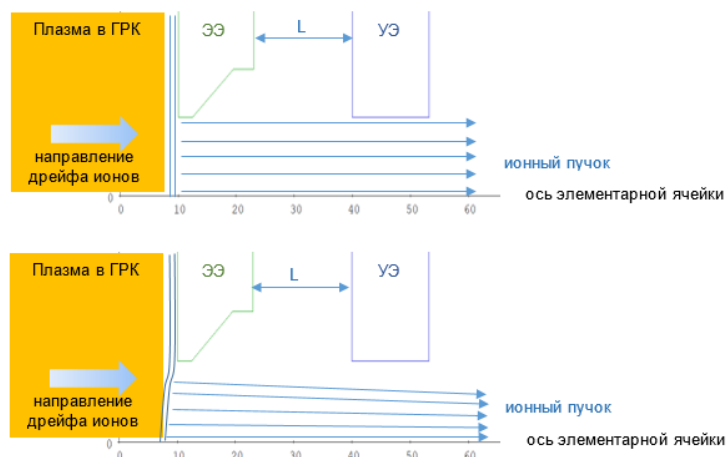 Плазма в ГРК
ЭЭ
L
УЭ
направление
дрейфа ионов
ионный пучок
ось элементарной ячейки
0
0 10 20 30 40 50 60
Плазма в ГРК
ЭЭ
L
УЭ
направление
дрейфа ионов
ионный пучок
ось элементарной ячейки
0
0 10 20 30 40 50 60